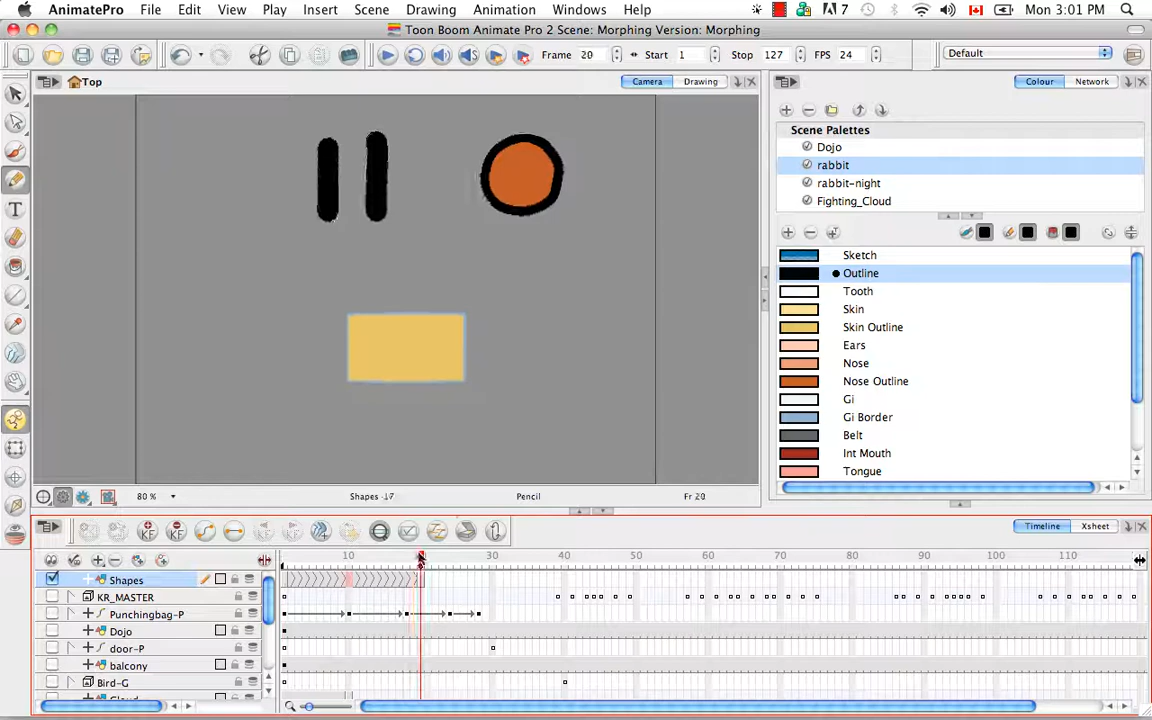 AnimatePro File Edit View Play Insert Scene Drawing Animation Windows Help 7 Mon 3:01 PM
Toon Boom Animate Pro 2 Scene: Morphing Version: Morphing
Frame 20 Start 1 Stop 127 FPS 24 Default
Top Camera Drawing Colour Network
Scene Palettes
Dojo
rabbit
rabbit-night
Fighting_Cloud
Sketch
Outline
Tooth
Skin
Skin Outline
Ears
Nose
Nose Outline
Gi
Gi Border
Belt
Int Mouth
Tongue
80 % Shapes -17 Pencil Fr 20
KF KF Timeline Xsheet
10 30 40 50 60 70 80 90 100 110
Shapes
KR_MASTER
Punchingbag-P
Dojo
door-P
balcony
Bird-G
Cloud